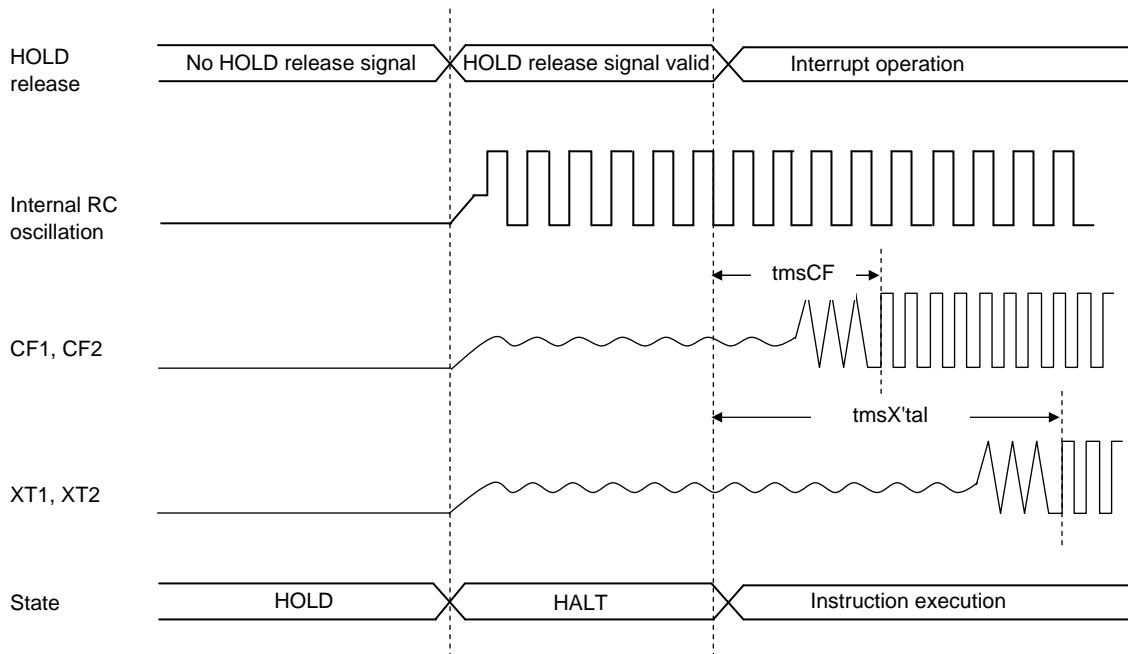 HOLD
release
No HOLD release signal
HOLD release signal valid
Interrupt operation
Internal RC
oscillation
tmsCF
CF1, CF2
tmsX'tal
XT1, XT2
State
HOLD
HALT
Instruction execution